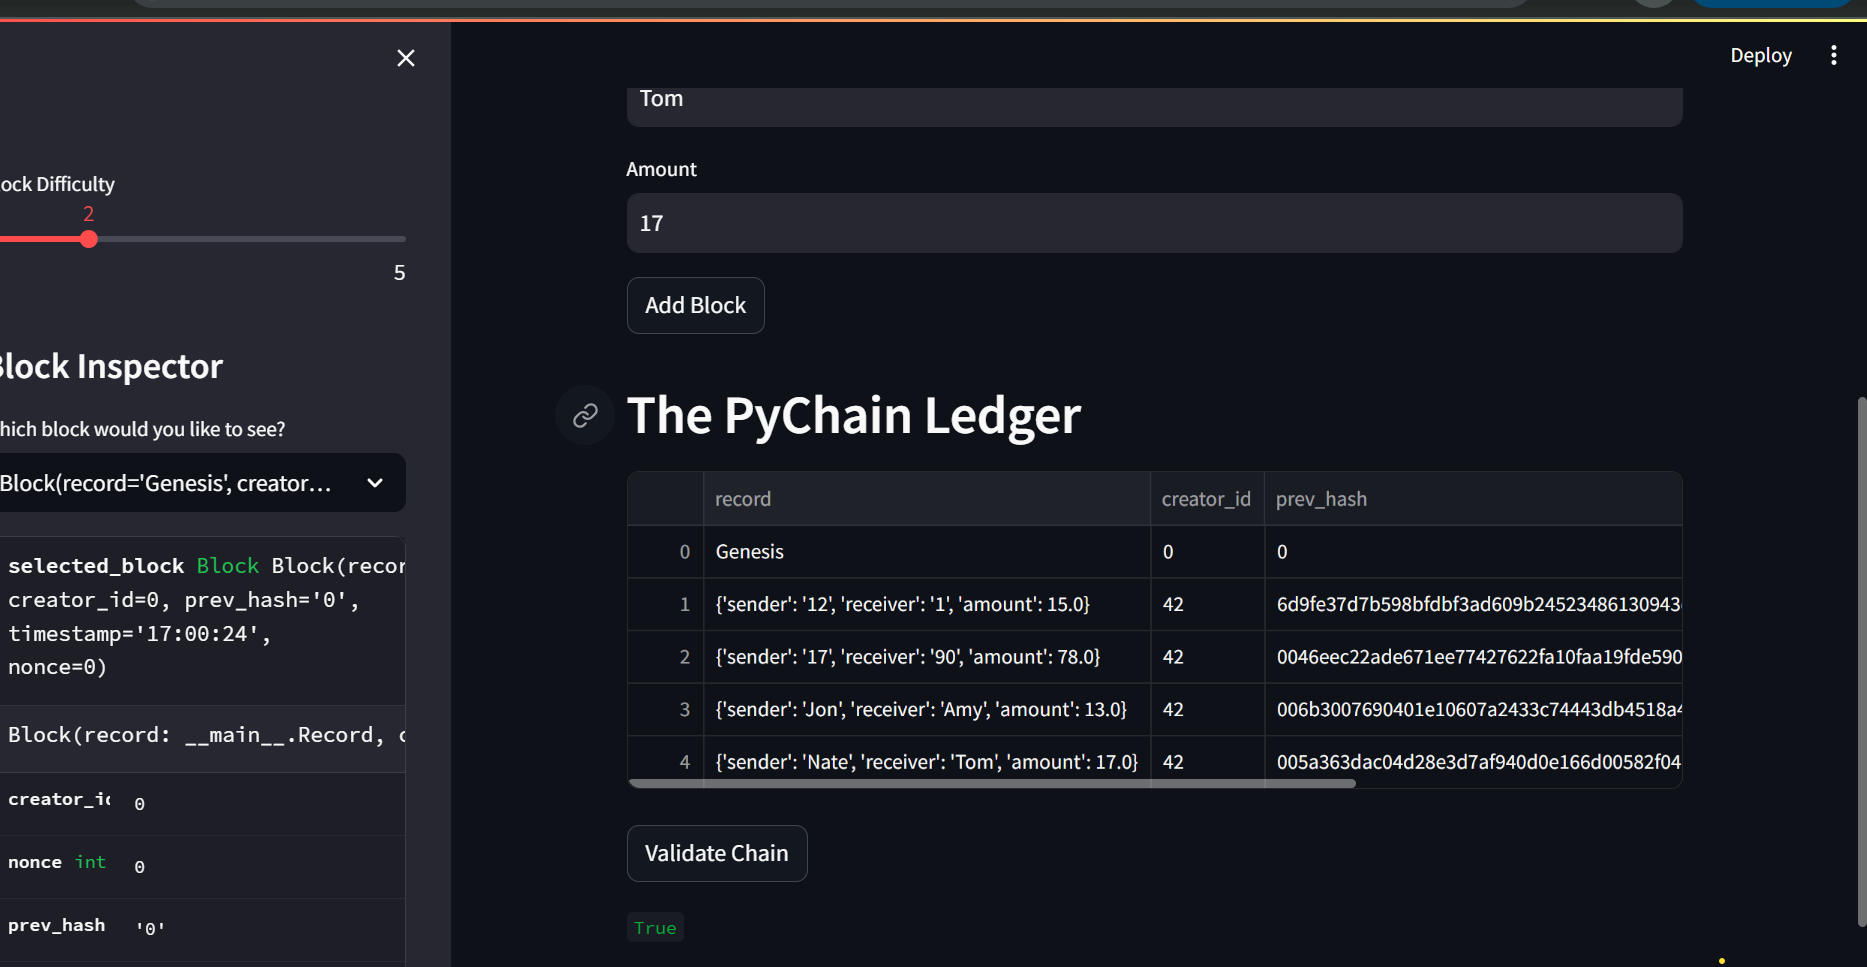 Deploy
ock Difficulty
2
5
Block Inspector
hich block would you like to see?
Block(record='Genesis', creator...
selected_block Block Block(recor
creator_id=0, prev_hash='0',
timestamp='17:00:24',
nonce=0)
Block(record: __main__.Record, c
creator_id 0
nonce int 0
prev_hash '0'
Tom
Amount
17
Add Block
The PyChain Ledger
record creator_id prev_hash
0 Genesis 0 0
1 {'sender': '12', 'receiver': '1', 'amount': 15.0} 42 6d9fe37d7b598bfdbf3ad609b24523486130943
2 {'sender': '17', 'receiver': '90', 'amount': 78.0} 42 0046eec22ade671ee77427622fa10faa19fde590
3 {'sender': 'Jon', 'receiver': 'Amy', 'amount': 13.0} 42 006b3007690401e10607a2433c74443db4518a4
4 {'sender': 'Nate', 'receiver': 'Tom', 'amount': 17.0} 42 005a363dac04d28e3d7af940d0e166d00582f04
Validate Chain
True